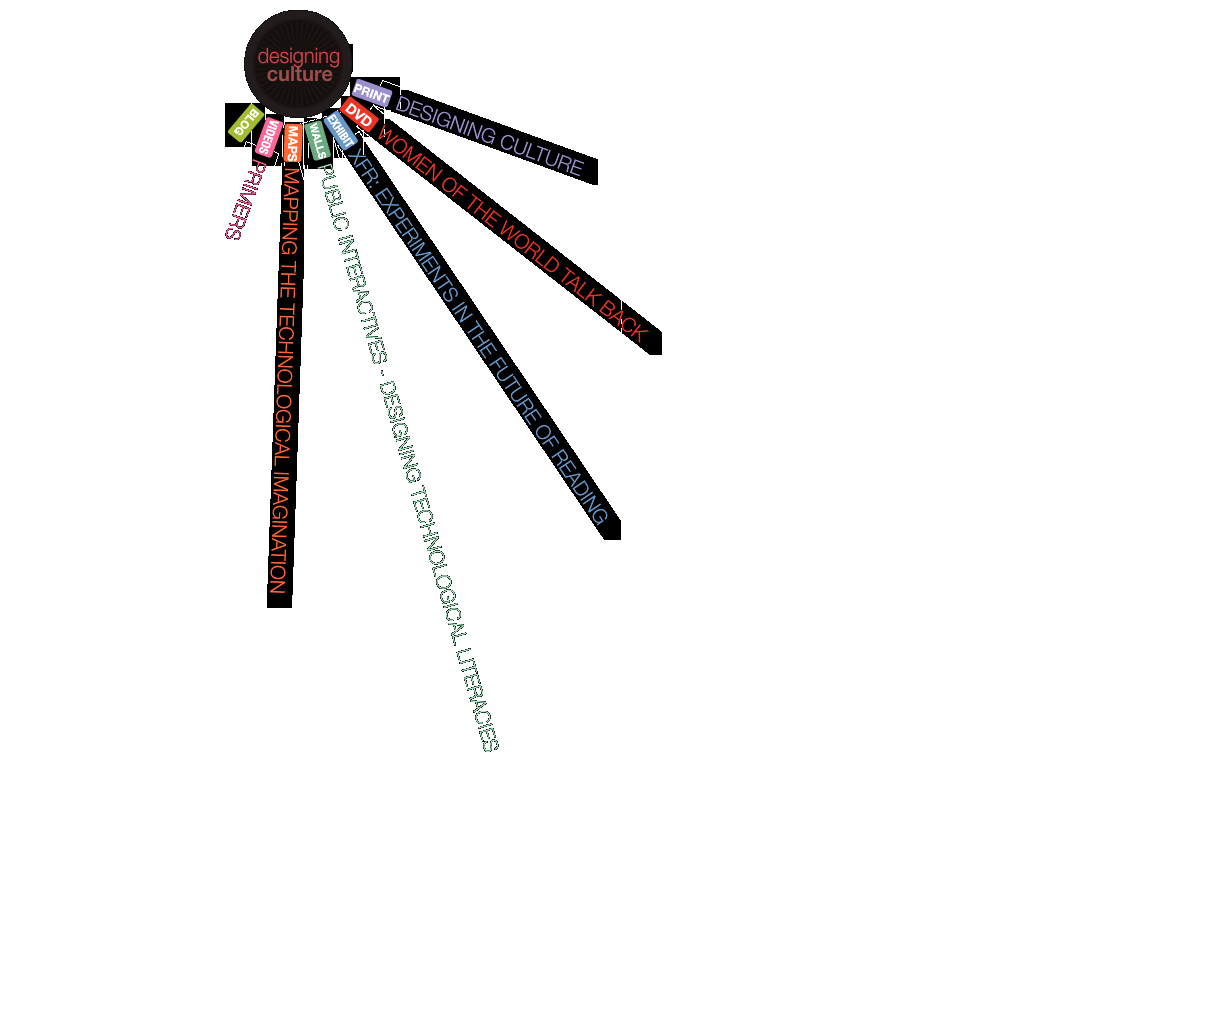 designing
culture
PRINT
DESIGNING CULTURE
DVD
WOMEN OF THE WORLD TALK BACK
EXHIBIT
XFR: EXPERIMENTS IN THE FUTURE OF READING
WALLS
PUBLIC INTERACTIVES - DESIGNING TECHNOLOGICAL LITERACIES
MAPS
MAPPING THE TECHNOLOGICAL IMAGINATION
VIDEOS
PRIMERS
BLOG